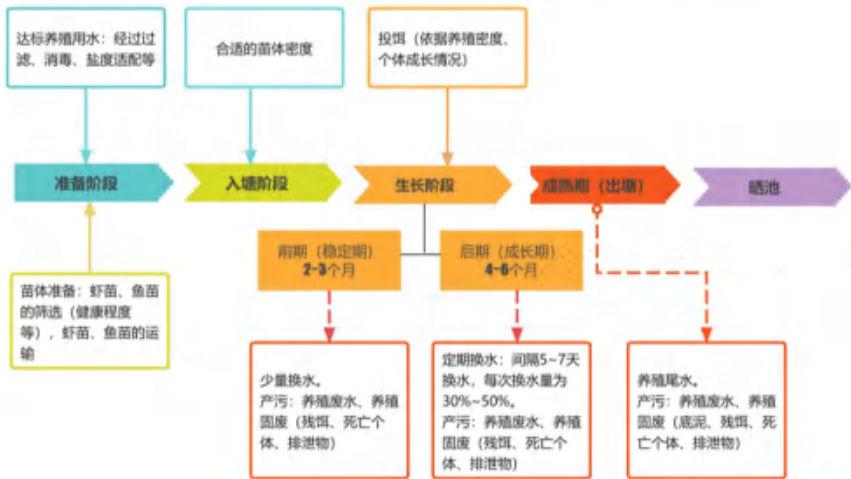 达标养殖用水：经过过
滤、消毒、盐度适配等
合适的苗体密度
投饵（依据养殖密度、
个体成长情况）
准备阶段
入塘阶段
生长阶段
成熟期（出塘）
晒池
前期（稳定期）
2~3个月
后期（成长期）
4~6个月
苗体准备：虾苗、鱼苗
的筛选（健康程度
等），虾苗、鱼苗的运
输
少量换水。
产污：养殖废水、养殖
固废（残饵、死亡个
体、排泄物）
定期换水：间隔5~7天
换水，每次换水量为
30%~50%。
产污：养殖废水、养殖
固废（残饵、死亡个
体、排泄物）
养殖尾水。
产污：养殖废水、养殖
固废（底泥、残饵、死
亡个体、排泄物）